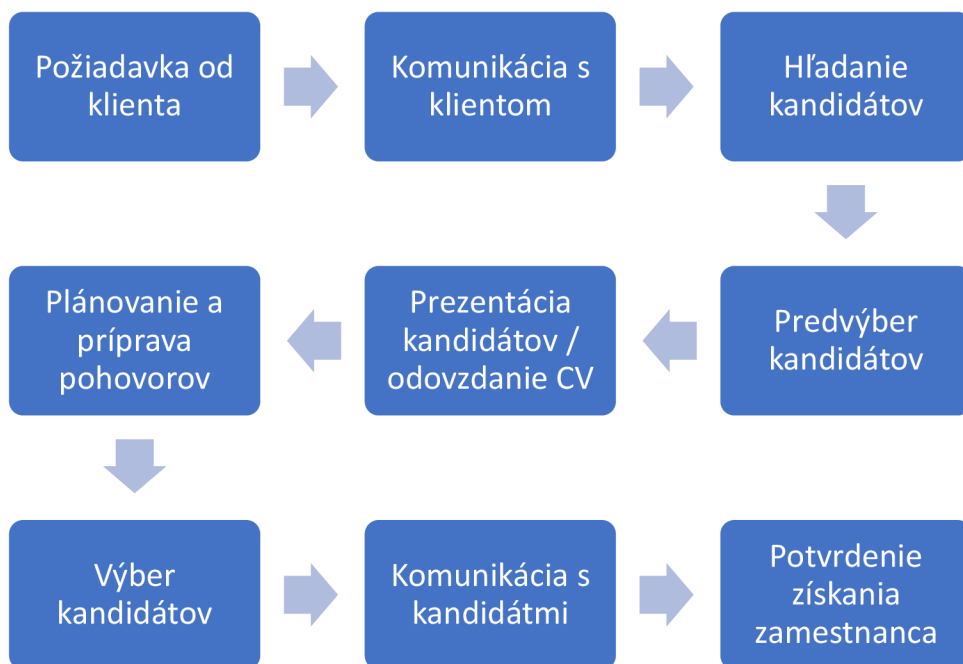 Požiadavka od
klienta
Komunikácia s
klientom
Hľadanie
kandidátov
Predvýber
kandidátov
Prezentácia
kandidátov /
odovzdanie CV
Plánovanie a
príprava
pohovorov
Výber
kandidátov
Komunikácia s
kandidátmi
Potvrdenie
získania
zamestnanca